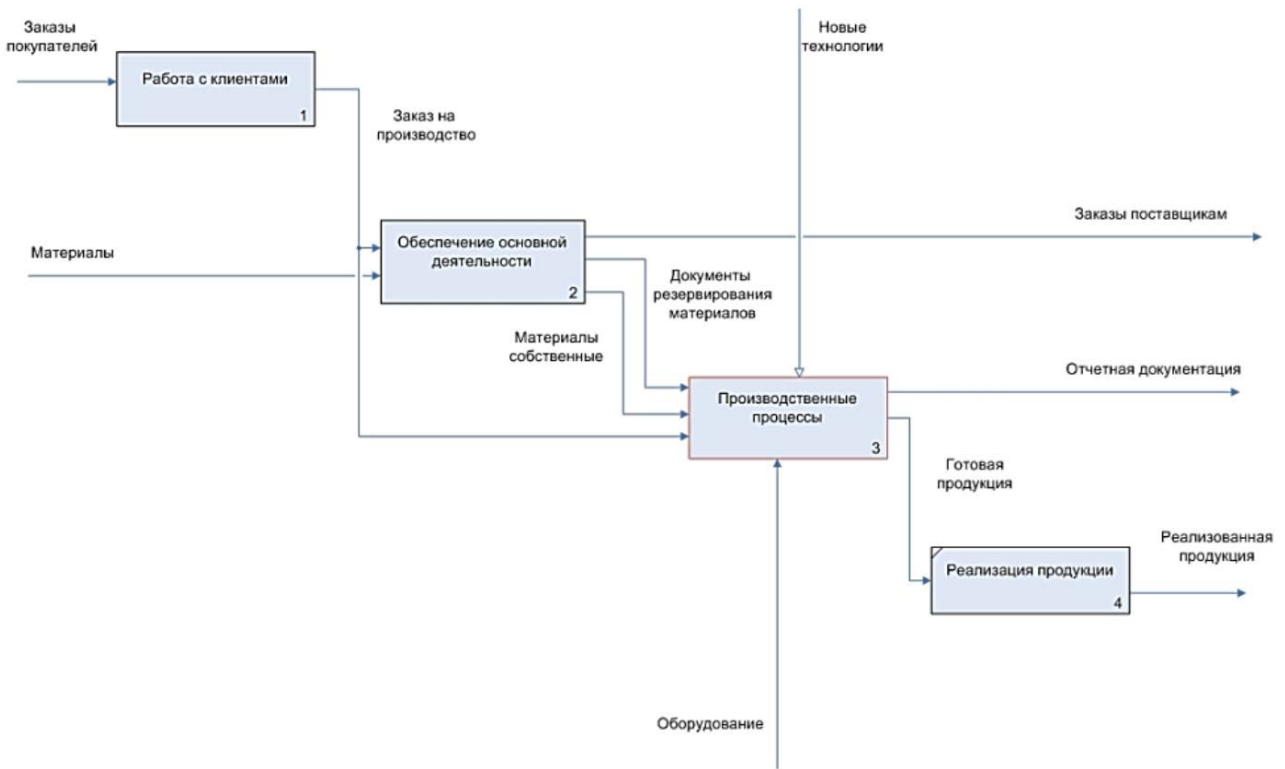 Заказы
покупателей
Новые
технологии
Работа с клиентами
1
Заказ на
производство
Заказы поставщикам
Материалы
Обеспечение основной
деятельности
2
Документы
резервирования
материалов
Материалы
собственные
Отчетная документация
Производственные
процессы
3
Готовая
продукция
Реализованная
продукция
Реализация продукции
4
Оборудование